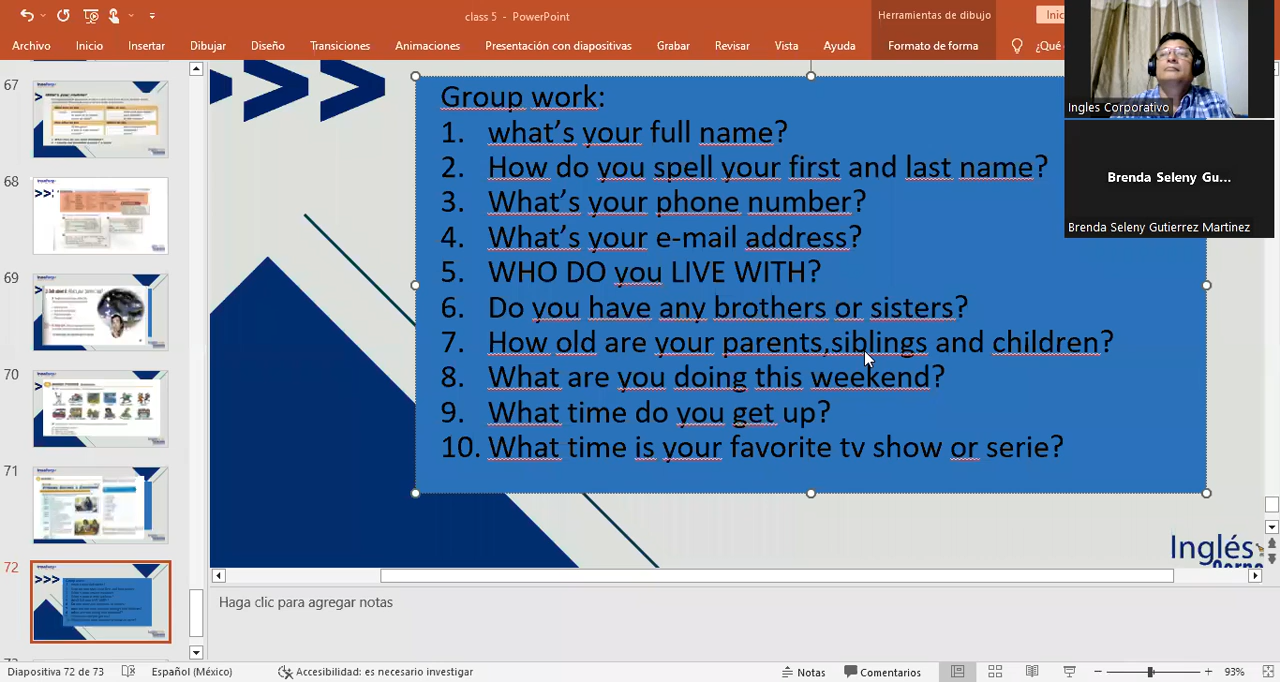 class 5 - PowerPoint
Herramientas de dibujo
Inic
Archivo
Inicio
Insertar
Dibujar
Diseño
Transiciones
Animaciones
Presentación con diapositivas
Grabar
Revisar
Vista
Ayuda
Formato de forma
¿Qué
Ingles Corporativo
Brenda Seleny Gu...
Brenda Seleny Gutierrez Martinez
67
68
69
70
71
72
Group work:
1. what's your full name?
2. How do you spell your first and last name?
3. What's your phone number?
4. What's your e-mail address?
5. WHO DO you LIVE WITH?
6. Do you have any brothers or sisters?
7. How old are your parents,siblings and children?
8. What are you doing this weekend?
9. What time do you get up?
10. What time is your favorite tv show or serie?
Inglés
Haga clic para agregar notas
Diapositiva 72 de 73
Español (México)
Accesibilidad: es necesario investigar
Notas
Comentarios
93%